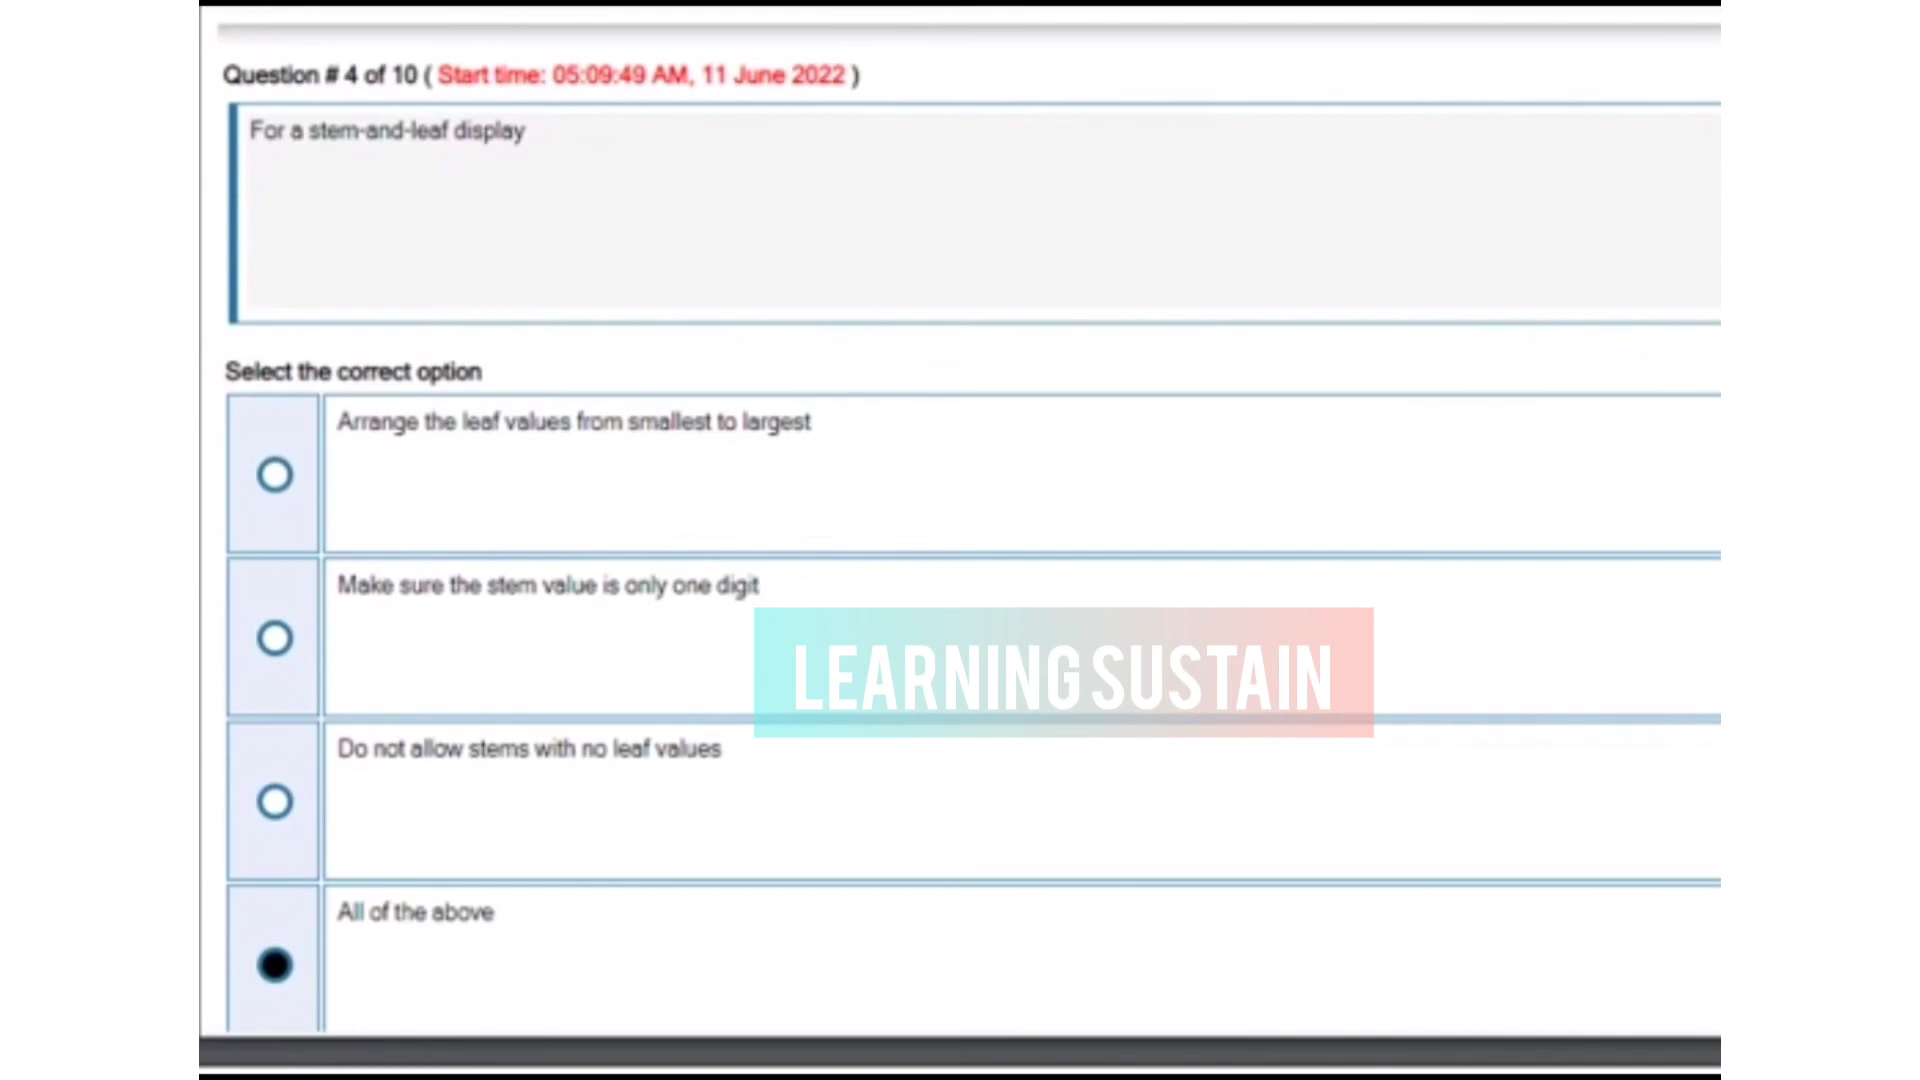 Question # 4 of 10 ( Start time: 05:09:49 AM, 11 June 2022 )
For a stem-and-leaf display
Select the correct option
Arrange the leaf values from smallest to largest
Make sure the stem value is only one digit
LEARNING SUSTAIN
Do not allow stems with no leaf values
All of the above